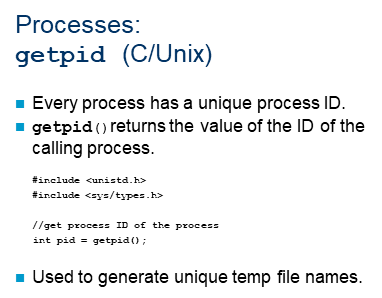 Processes:
getpid (C/Unix)
Every process has a unique process ID.
getpid() returns the value of the ID of the
calling process.
#include <unistd.h>
#include <sys/types.h>
//get process ID of the process
int pid = getpid();
Used to generate unique temp file names.